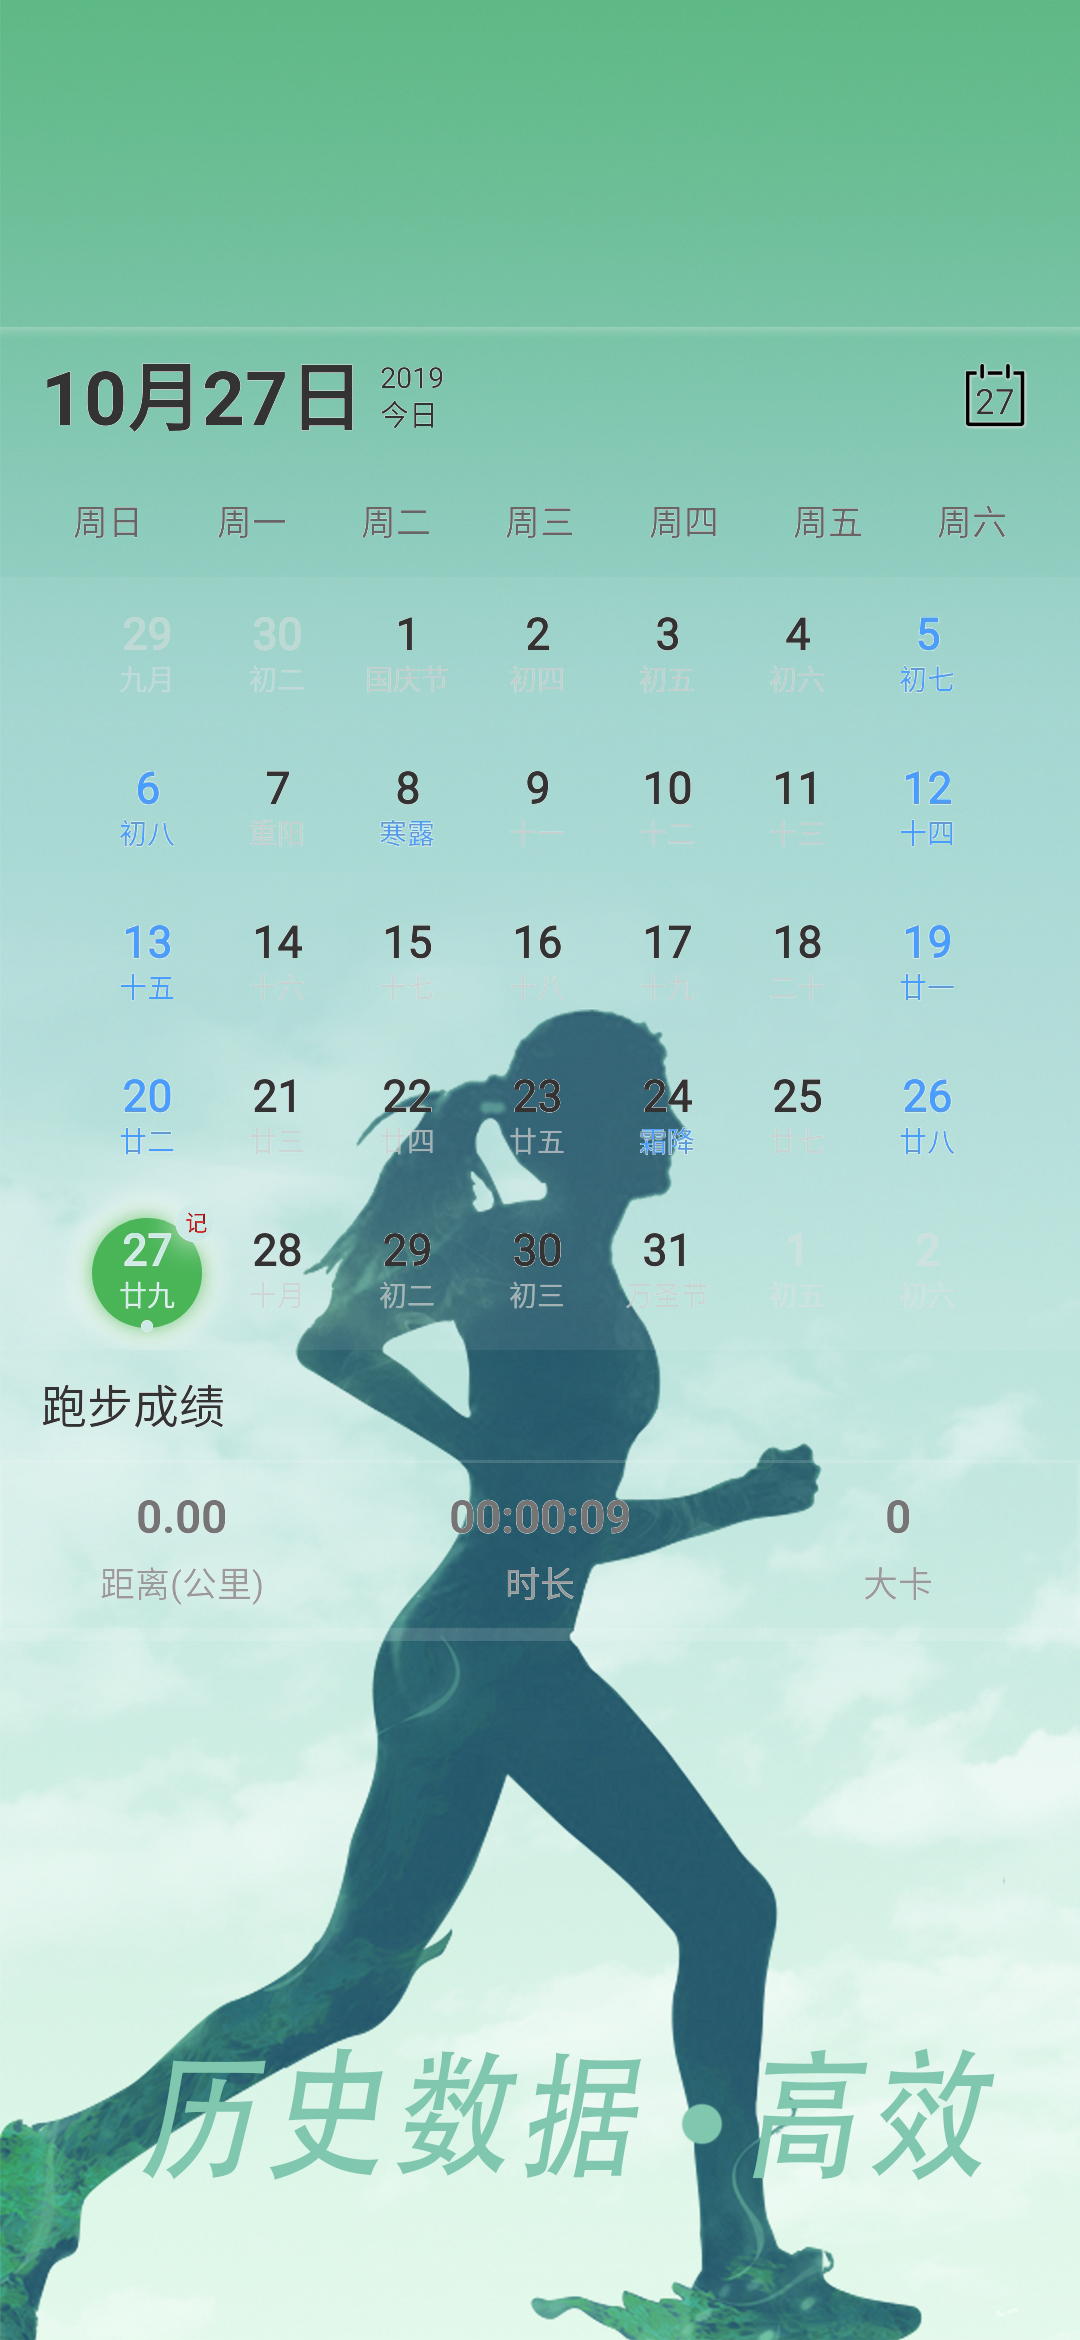 10月27日 2019
今日
27
周日 周一 周二 周三 周四 周五 周六
29 30 1 2 3 4 5
九月 初二 国庆节 初四 初五 初六 初七
6 7 8 9 10 11 12
初八 重阳 寒露 十一 十二 十三 十四
13 14 15 16 17 18 19
十五 十六 十七 十八 十九 二十 廿一
20 21 22 23 24 25 26
廿二 廿三 廿四 廿五 霜降 廿七 廿八
记
27 28 29 30 31 1 2
廿九 十月 初二 初三 万圣节 初五 初六
跑步成绩
0.00 00:00:09 0
距离(公里) 时长 大卡
历史数据●高效